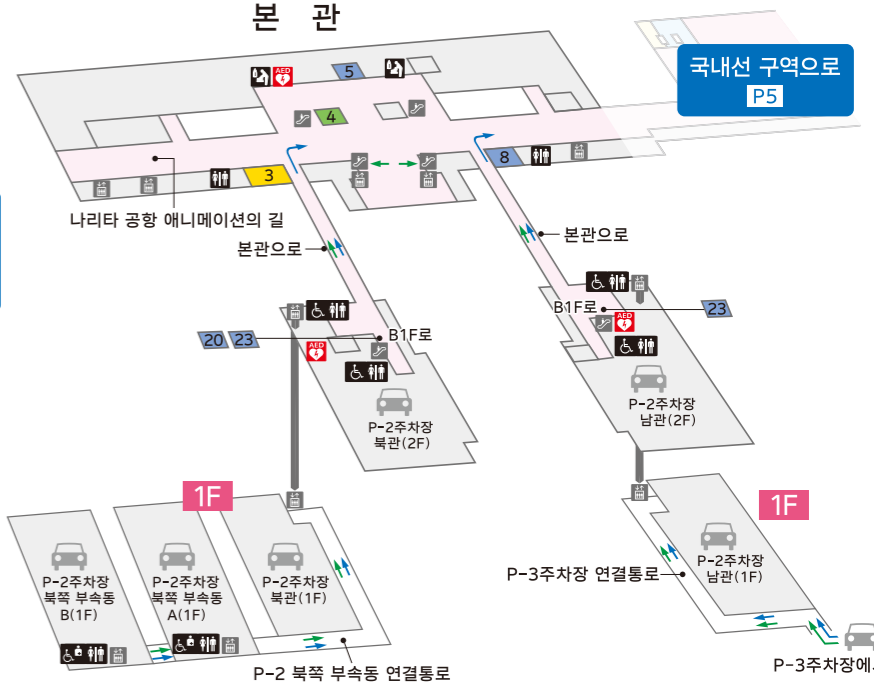 본 관
국내선 구역으로
P5
AED
5
4
8
3
나리타 공항 애니메이션의 길
본관으로
본관으로
B1F로
23
AED
20
23
B1F로
AED
P-2주차장
북관(2F)
P-2주차장
남관(2F)
1F
1F
P-2주차장
북쪽 부속동
B(1F)
P-2주차장
북쪽 부속동
A(1F)
P-2주차장
북관(1F)
P-2주차장
남관(1F)
P-3주차장 연결통로
P-2 북쪽 부속동 연결통로
P-3주차장에